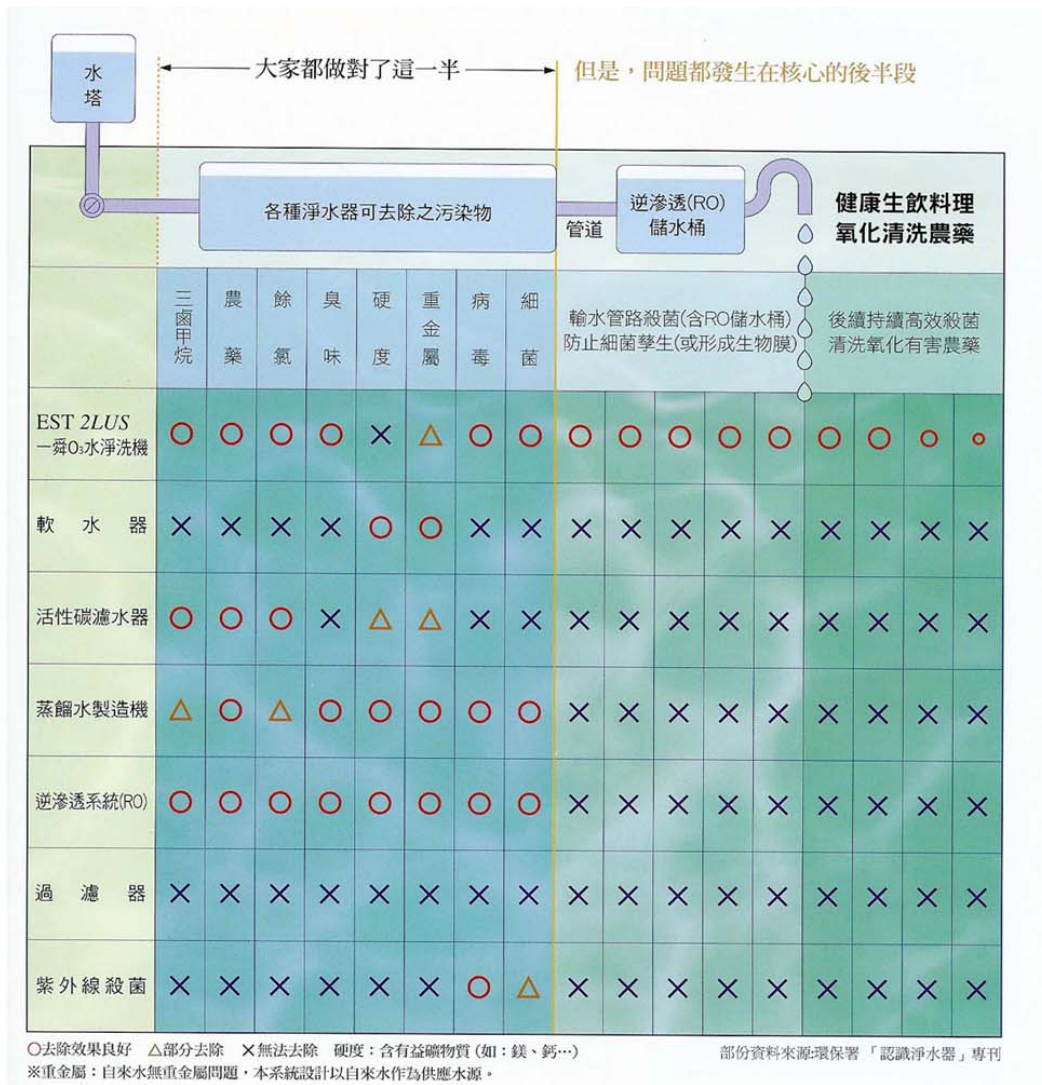 水塔
大家都做對了這一半
但是，問題都發生在核心的後半段
各種淨水器可去除之污染物
管道
逆滲透(RO)
儲水桶
健康生飲料理
氧化清洗農藥
三鹵甲烷
農藥
餘氯
臭味
硬度
重金屬
病毒
細菌
輸水管路殺菌(含RO儲水桶)
防止細菌孳生(或形成生物膜)
後續持續高效殺菌
清洗氧化有害農藥
EST 2LUS
一舜O₃水淨洗機
○ ○ ○ ○ × △ ○ ○ ○ ○ ○ ○ ○ ○ ○ ○ ○
軟水器
× × × × ○ ○ × × × × × × × × × × ×
活性碳濾水器
○ ○ ○ × △ △ × × × × × × × × × × ×
蒸餾水製造機
△ ○ △ ○ ○ ○ ○ ○ × × × × × × × × ×
逆滲透系統(RO)
○ ○ ○ ○ ○ ○ ○ ○ × × × × × × × × ×
過濾器
× × × × × × × × × × × × × × × × ×
紫外線殺菌
× × × × × × ○ △ × × × × × × × × ×
○去除效果良好 △部分去除 ×無法去除 硬度：含有益礦物質(如：鎂、鈣⋯)
部份資料來源:環保署 「認識淨水器」專刊
※重金屬：自來水無重金屬問題，本系統設計以自來水作為供應水源。